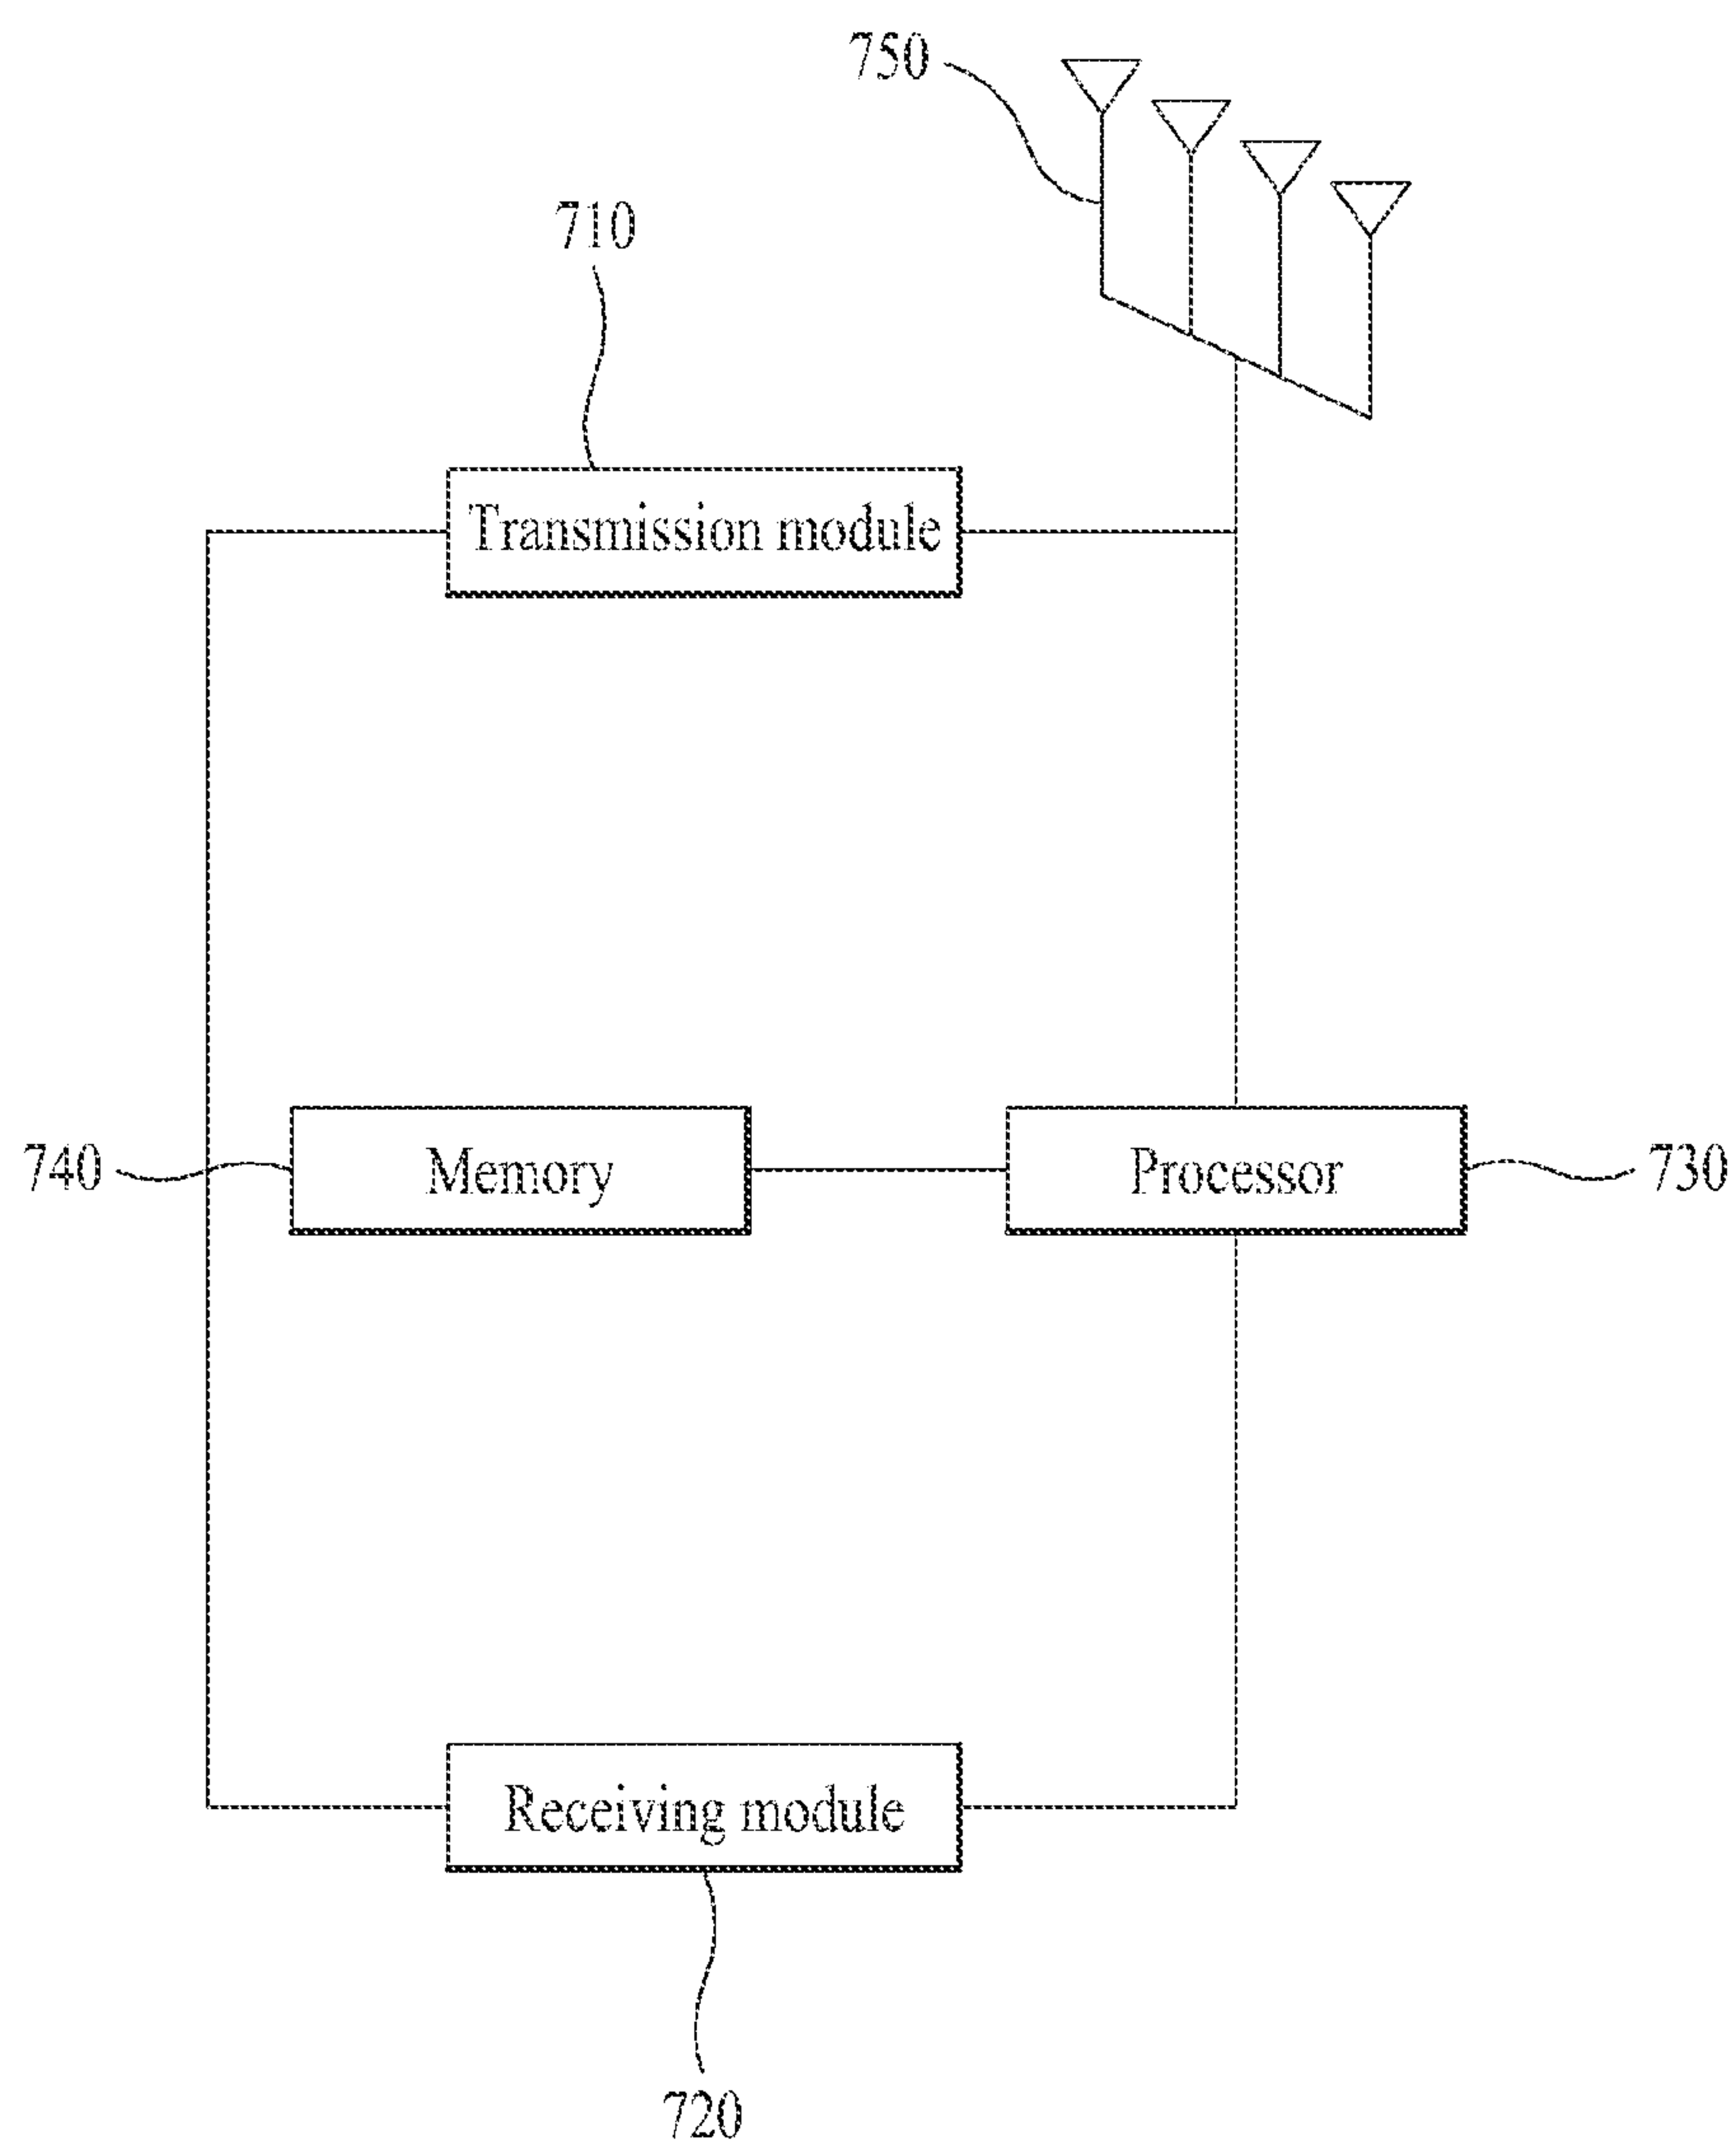 750
710
Transmission module
740
Memory
Processor
730
Receiving module
720